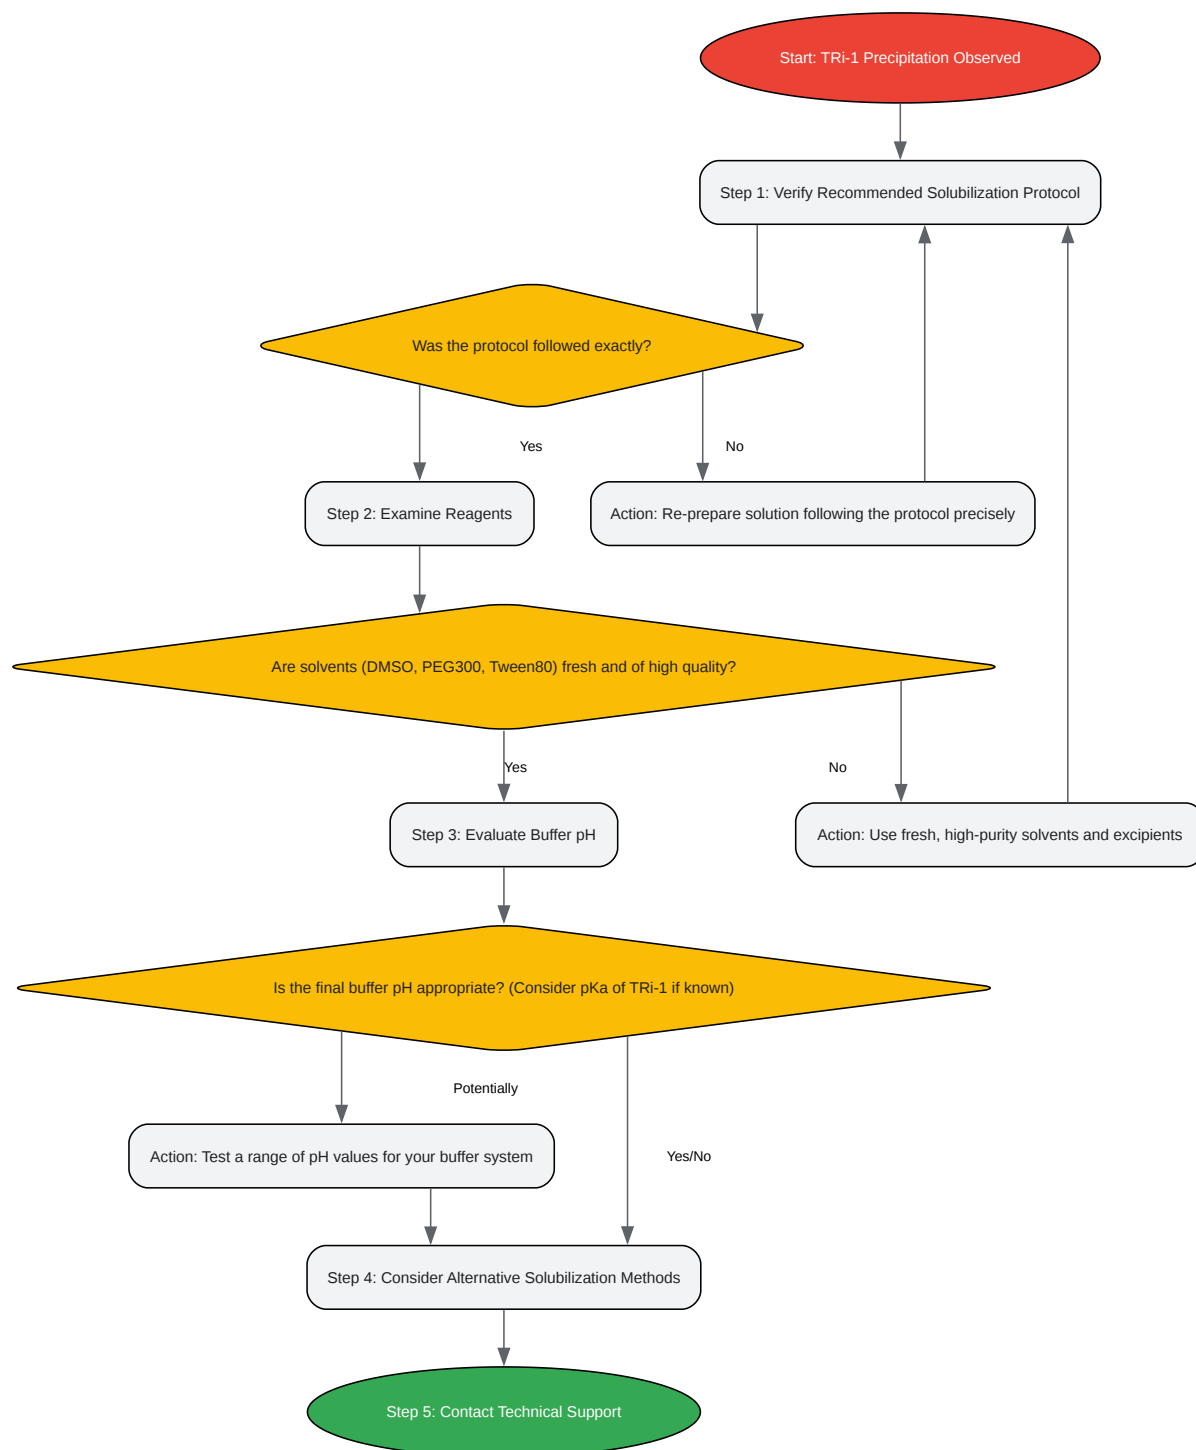 Start: TRi-1 Precipitation Observed
Step 1: Verify Recommended Solubilization Protocol
Was the protocol followed exactly?
Yes
No
Step 2: Examine Reagents
Action: Re-prepare solution following the protocol precisely
Are solvents (DMSO, PEG300, Tween80) fresh and of high quality?
Yes
No
Step 3: Evaluate Buffer pH
Action: Use fresh, high-purity solvents and excipients
Is the final buffer pH appropriate? (Consider pKa of TRi-1 if known)
Potentially
Action: Test a range of pH values for your buffer system
Yes/No
Step 4: Consider Alternative Solubilization Methods
Step 5: Contact Technical Support